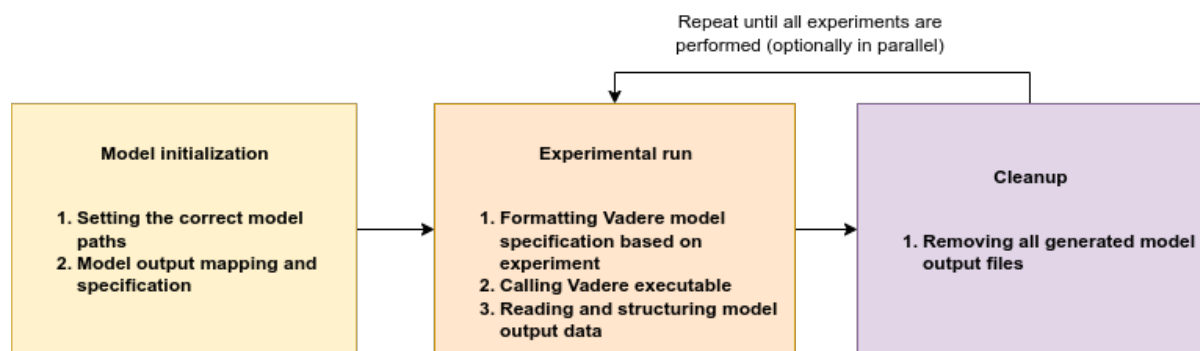 Repeat until all experiments are
performed (optionally in parallel)
Model initialization
1. Setting the correct model
paths
2. Model output mapping and
specification
Experimental run
1. Formatting Vadere model
specification based on
experiment
2. Calling Vadere executable
3. Reading and structuring model
output data
Cleanup
1. Removing all generated model
output files